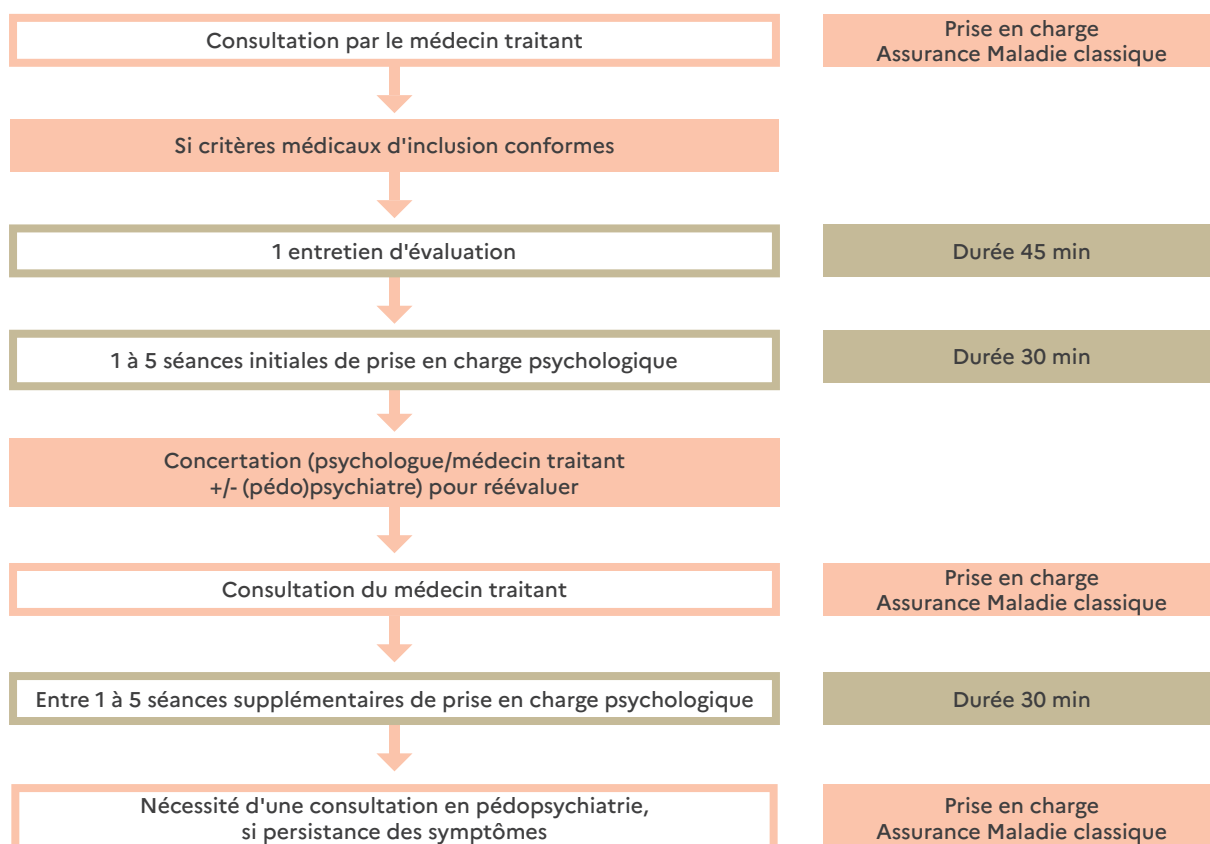 Consultation par le médecin traitant
Prise en charge
Assurance Maladie classique
Si critères médicaux d'inclusion conformes
1 entretien d'évaluation
Durée 45 min
1 à 5 séances initiales de prise en charge psychologique
Durée 30 min
Concertation (psychologue/médecin traitant
+/- (pédo)psychiatre) pour réévaluer
Consultation du médecin traitant
Prise en charge
Assurance Maladie classique
Entre 1 à 5 séances supplémentaires de prise en charge psychologique
Durée 30 min
Nécessité d'une consultation en pédopsychiatrie,
si persistance des symptômes
Prise en charge
Assurance Maladie classique